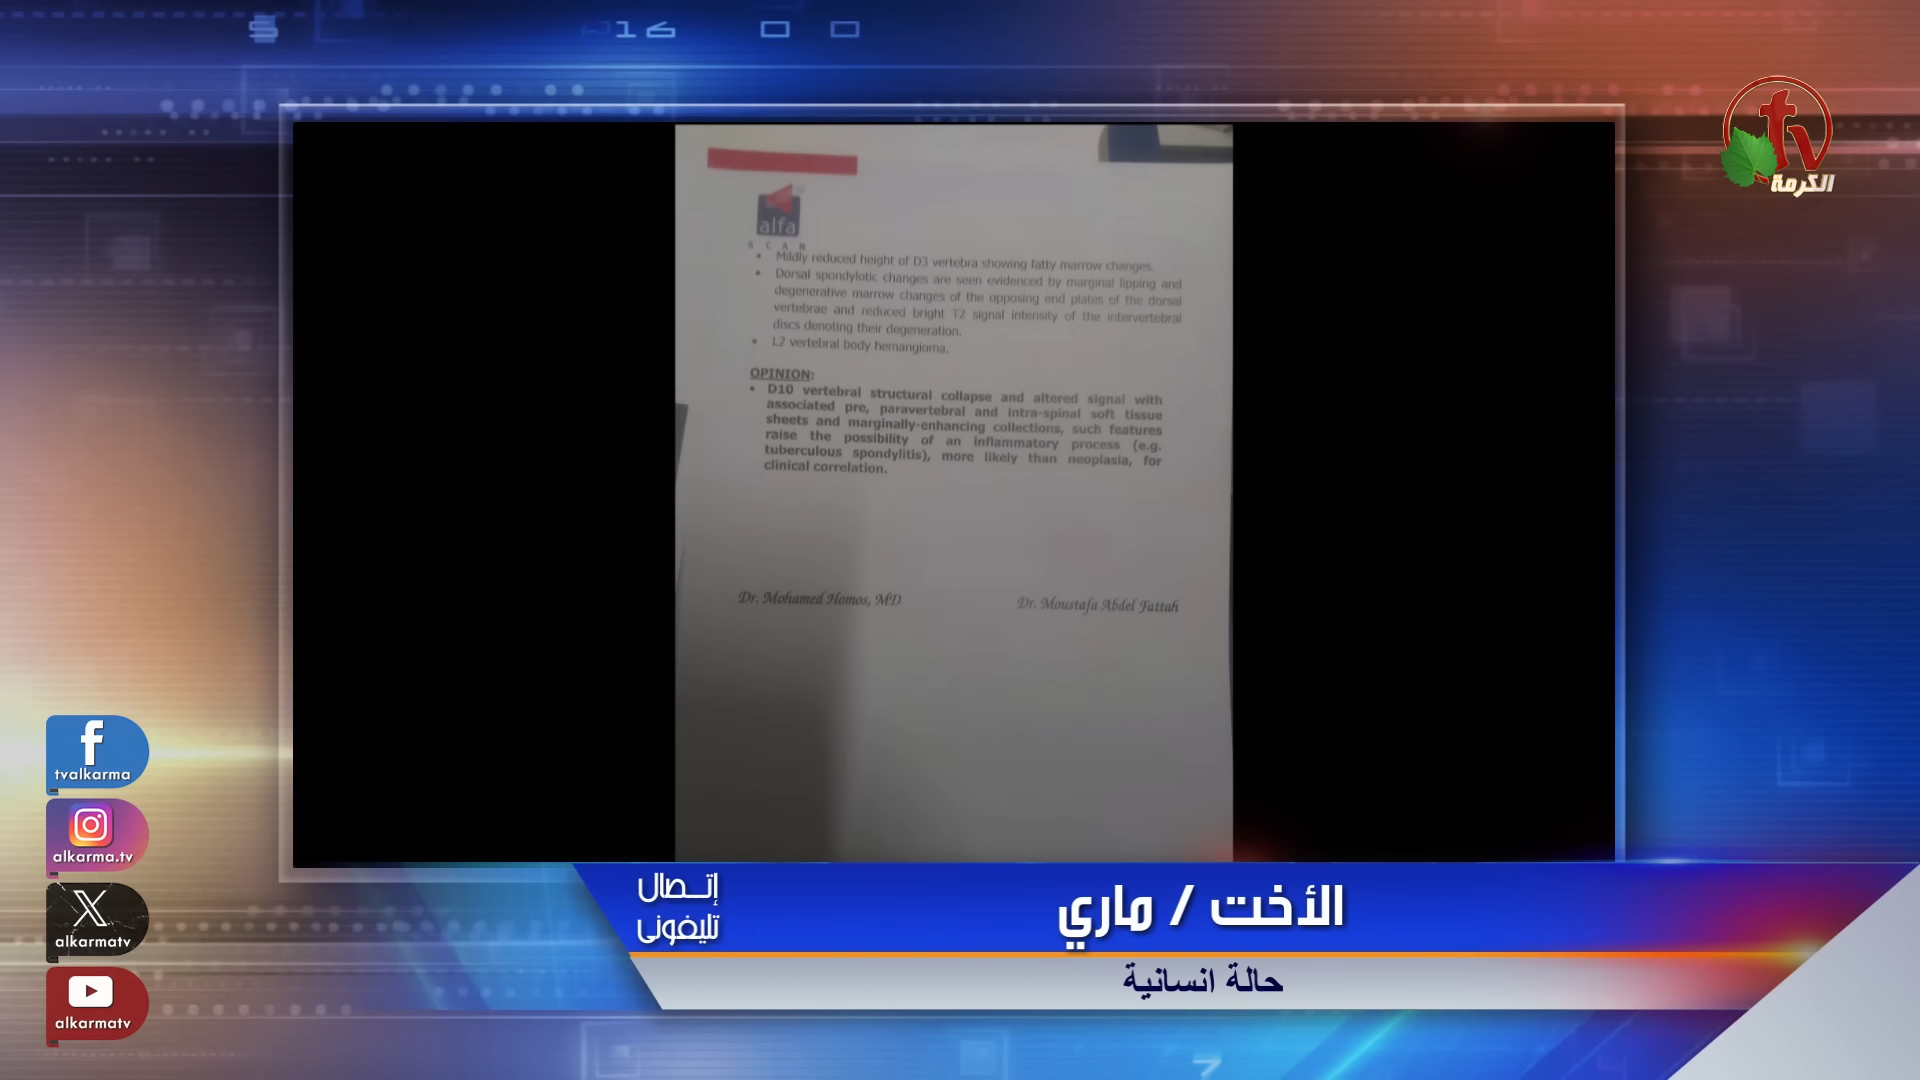 16
tv
الكرمة
alfa
SCAN
• Mildly reduced height of D3 vertebra showing fatty marrow changes.
• Dorsal spondylotic changes are seen evidenced by marginal lipping and
degenerative marrow changes of the opposing end plates of the dorsal
vertebrae and reduced bright T2 signal intensity of the intervertebral
discs denoting their degeneration.
• L2 vertebral body hemangioma.
OPINION:
• D10 vertebral structural collapse and altered signal with
associated pre, paravertebral and intra-spinal soft tissue
sheets and marginally-enhancing collections, such features
raise the possibility of an inflammatory process (e.g.
tuberculous spondylitis), more likely than neoplasia, for
clinical correlation.
Dr. Mohamed Homos, MD
Dr. Moustafa Abdel Fattah
tvalkarma
alkarma.tv
alkarmatv
alkarmatv
الأخت / ماري
إتـصال
تليفونى
حالة انسانية